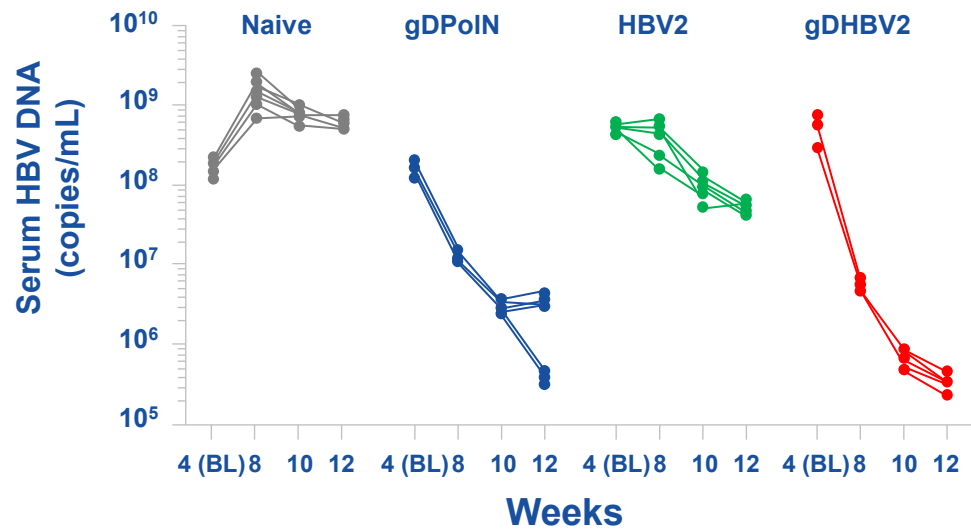 Naive gDPolN HBV2 gDHBV2
Serum HBV DNA
(copies/mL)
10¹⁰
10⁹
10⁸
10⁷
10⁶
10⁵
4 (BL) 8 10 12 4 (BL) 8 10 12 4 (BL) 8 10 12 4 (BL) 8 10 12
Weeks